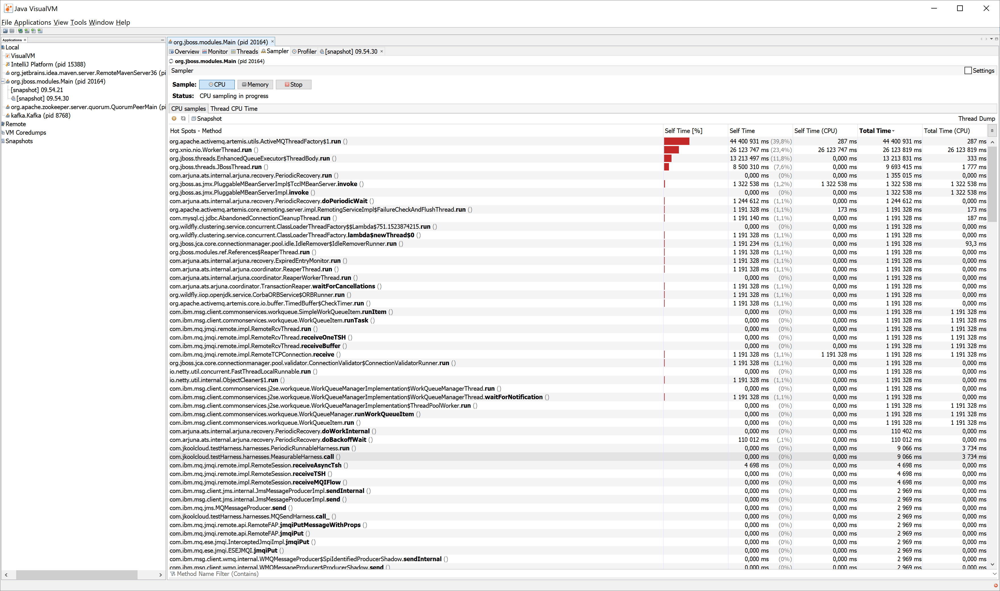 Java VisualVM
File Applications View Tools Window Help
Applications
Local
VisualVM
IntelliJ Platform (pid 15388)
org.jetbrains.idea.maven.server.RemoteMavenServer36 (pi
org.jboss.modules.Main (pid 20164)
[snapshot] 09.54.21
[snapshot] 09.54.30
org.apache.zookeeper.server.quorum.QuorumPeerMain (pi
kafka.Kafka (pid 8768)
Remote
VM Coredumps
Snapshots
org.jboss.modules.Main (pid 20164)
Overview Monitor Threads Sampler Profiler [snapshot] 09.54.30
org.jboss.modules.Main (pid 20164)
Sampler Settings
Sample: CPU Memory Stop
Status: CPU sampling in progress
CPU samples Thread CPU Time
Snapshot Thread Dump
Hot Spots - Method Self Time [%] Self Time Self Time (CPU) Total Time Total Time (CPU)
org.apache.activemq.artemis.utils.ActiveMQThreadFactory$1.run () 44 400 931 ms (39,8%) 287 ms 44 400 931 ms 287 ms
org.xnio.nio.WorkerThread.run () 26 123 747 ms (23,4%) 26 123 747 ms 26 123 819 ms 26 123 819 ms
org.jboss.threads.EnhancedQueueExecutor$ThreadBody.run () 13 213 497 ms (11,8%) 0,000 ms 13 213 831 ms 333 ms
org.jboss.threads.JBossThread.run () 8 500 310 ms (7,6%) 0,000 ms 9 693 415 ms 1 777 ms
com.arjuna.ats.internal.arjuna.recovery.PeriodicRecovery.run () 0,000 ms (0%) 0,000 ms 1 355 015 ms 0,000 ms
org.jboss.as.jmx.PluggableMBeanServerImpl$TcclMBeanServer.invoke () 1 322 538 ms (1,2%) 1 322 538 ms 1 322 538 ms 1 322 538 ms
org.jboss.as.jmx.PluggableMBeanServerImpl.invoke () 0,000 ms (0%) 0,000 ms 1 322 538 ms 1 322 538 ms
com.arjuna.ats.internal.arjuna.recovery.PeriodicRecovery.doPeriodicWait () 1 244 612 ms (1,1%) 0,000 ms 1 244 612 ms 0,000 ms
org.apache.activemq.artemis.core.remoting.server.impl.RemotingServiceImpl$FailureCheckAndFlushThread.run () 1 191 328 ms (1,1%) 173 ms 1 191 328 ms 173 ms
com.mysql.cj.jdbc.AbandonedConnectionCleanupThread.run () 1 191 140 ms (1,1%) 0,000 ms 1 191 328 ms 187 ms
org.wildfly.clustering.service.concurrent.ClassLoaderThreadFactory$$Lambda$751.1523874215.run () 0,000 ms (0%) 0,000 ms 1 191 328 ms 0,000 ms
org.wildfly.clustering.service.concurrent.ClassLoaderThreadFactory.lambda$newThread$0 () 1 191 328 ms (1,1%) 0,000 ms 1 191 328 ms 0,000 ms
org.jboss.jca.core.connectionmanager.pool.idle.IdleRemover$IdleRemoverRunner.run () 1 191 234 ms (1,1%) 0,000 ms 1 191 328 ms 93,3 ms
org.jboss.modules.ref.References$ReaperThread.run () 1 191 328 ms (1,1%) 0,000 ms 1 191 328 ms 0,000 ms
com.arjuna.ats.internal.arjuna.recovery.ExpiredEntryMonitor.run () 1 191 328 ms (1,1%) 0,000 ms 1 191 328 ms 0,000 ms
com.arjuna.ats.internal.arjuna.coordinator.ReaperThread.run () 1 191 328 ms (1,1%) 0,000 ms 1 191 328 ms 0,000 ms
com.arjuna.ats.internal.arjuna.coordinator.ReaperWorkerThread.run () 0,000 ms (0%) 0,000 ms 1 191 328 ms 0,000 ms
com.arjuna.ats.arjuna.coordinator.TransactionReaper.waitForCancellations () 1 191 328 ms (1,1%) 0,000 ms 1 191 328 ms 0,000 ms
org.wildfly.iiop.openjdk.service.CorbaORBService$ORBRunner.run () 1 191 328 ms (1,1%) 0,000 ms 1 191 328 ms 0,000 ms
org.apache.activemq.artemis.core.io.buffer.TimedBuffer$CheckTimer.run () 1 191 328 ms (1,1%) 0,000 ms 1 191 328 ms 0,000 ms
com.ibm.msg.client.commonservices.workqueue.SimpleWorkQueueItem.runItem () 0,000 ms (0%) 0,000 ms 1 191 328 ms 1 191 328 ms
com.ibm.msg.client.commonservices.workqueue.WorkQueueItem.runTask () 0,000 ms (0%) 0,000 ms 1 191 328 ms 1 191 328 ms
com.ibm.mq.jmqi.remote.impl.RemoteRcvThread.run () 0,000 ms (0%) 0,000 ms 1 191 328 ms 1 191 328 ms
com.ibm.mq.jmqi.remote.impl.RemoteRcvThread.receiveOneTSH () 0,000 ms (0%) 0,000 ms 1 191 328 ms 1 191 328 ms
com.ibm.mq.jmqi.remote.impl.RemoteRcvThread.receiveBuffer () 0,000 ms (0%) 0,000 ms 1 191 328 ms 1 191 328 ms
com.ibm.mq.jmqi.remote.impl.RemoteTCPConnection.receive () 1 191 328 ms (1,1%) 1 191 328 ms 1 191 328 ms 1 191 328 ms
org.jboss.jca.core.connectionmanager.pool.validator.ConnectionValidator$ConnectionValidatorRunner.run () 1 191 328 ms (1,1%) 0,000 ms 1 191 328 ms 0,000 ms
io.netty.util.concurrent.FastThreadLocalRunnable.run () 0,000 ms (0%) 0,000 ms 1 191 328 ms 0,000 ms
io.netty.util.internal.ObjectCleaner$1.run () 1 191 328 ms (1,1%) 0,000 ms 1 191 328 ms 0,000 ms
com.ibm.msg.client.commonservices.j2se.workqueue.WorkQueueManagerImplementation$WorkQueueManagerThread.run () 0,000 ms (0%) 0,000 ms 1 191 328 ms 0,000 ms
com.ibm.msg.client.commonservices.j2se.workqueue.WorkQueueManagerImplementation$WorkQueueManagerThread.waitForNotification () 1 191 328 ms (1,1%) 0,000 ms 1 191 328 ms 0,000 ms
com.ibm.msg.client.commonservices.j2se.workqueue.WorkQueueManagerImplementation$ThreadPoolWorker.run () 0,000 ms (0%) 0,000 ms 1 191 328 ms 1 191 328 ms
com.ibm.msg.client.commonservices.workqueue.WorkQueueManager.runWorkQueueItem () 0,000 ms (0%) 0,000 ms 1 191 328 ms 1 191 328 ms
com.ibm.msg.client.commonservices.workqueue.WorkQueueItem.run () 0,000 ms (0%) 0,000 ms 1 191 328 ms 1 191 328 ms
com.arjuna.ats.internal.arjuna.recovery.PeriodicRecovery.doWorkInternal () 0,000 ms (0%) 0,000 ms 110 402 ms 0,000 ms
com.arjuna.ats.internal.arjuna.recovery.PeriodicRecovery.doBackoffWait () 110 012 ms (,1%) 0,000 ms 110 012 ms 0,000 ms
com.jkoolcloud.testHarness.harnesses.PeriodicRunnableHarness.run () 0,000 ms (0%) 0,000 ms 9 066 ms 3 734 ms
com.jkoolcloud.testHarness.harnesses.MeasurableHarness.call () 0,000 ms (0%) 0,000 ms 9 066 ms 3 734 ms
com.ibm.mq.jmqi.remote.impl.RemoteSession.receiveAsyncTsh () 4 698 ms (0%) 0,000 ms 4 698 ms 0,000 ms
com.ibm.mq.jmqi.remote.impl.RemoteSession.receiveTSH () 0,000 ms (0%) 0,000 ms 4 698 ms 0,000 ms
com.ibm.mq.jmqi.remote.impl.RemoteSession.receiveMQIFlow () 0,000 ms (0%) 0,000 ms 4 698 ms 0,000 ms
com.ibm.msg.client.jms.internal.JmsMessageProducerImpl.sendInternal () 0,000 ms (0%) 0,000 ms 2 969 ms 0,000 ms
com.ibm.msg.client.jms.internal.JmsMessageProducerImpl.send () 0,000 ms (0%) 0,000 ms 2 969 ms 0,000 ms
com.ibm.mq.jms.MQMessageProducer.send () 0,000 ms (0%) 0,000 ms 2 969 ms 0,000 ms
com.jkoolcloud.testHarness.harnesses.MQSendHarness.call_ () 0,000 ms (0%) 0,000 ms 2 969 ms 0,000 ms
com.ibm.mq.jmqi.remote.api.RemoteFAP.jmqiPutMessageWithProps () 0,000 ms (0%) 0,000 ms 2 969 ms 0,000 ms
com.ibm.mq.jmqi.remote.api.RemoteFAP.jmqiPut () 0,000 ms (0%) 0,000 ms 2 969 ms 0,000 ms
com.ibm.mq.ese.jmqi.InterceptedJmqiImpl.jmqiPut () 0,000 ms (0%) 0,000 ms 2 969 ms 0,000 ms
com.ibm.mq.ese.jmqi.ESEJMQI.jmqiPut () 0,000 ms (0%) 0,000 ms 2 969 ms 0,000 ms
com.ibm.msg.client.wmq.internal.WMQMessageProducer$SpiIdentifiedProducerShadow.sendInternal () 0,000 ms (0%) 0,000 ms 2 969 ms 0,000 ms
com.ibm.msg.client.wmq.internal.WMQMessageProducer$ProducerShadow.send () 0,000 ms (0%) 0,000 ms 2 969 ms 0,000 ms
Method Name Filter (Contains)